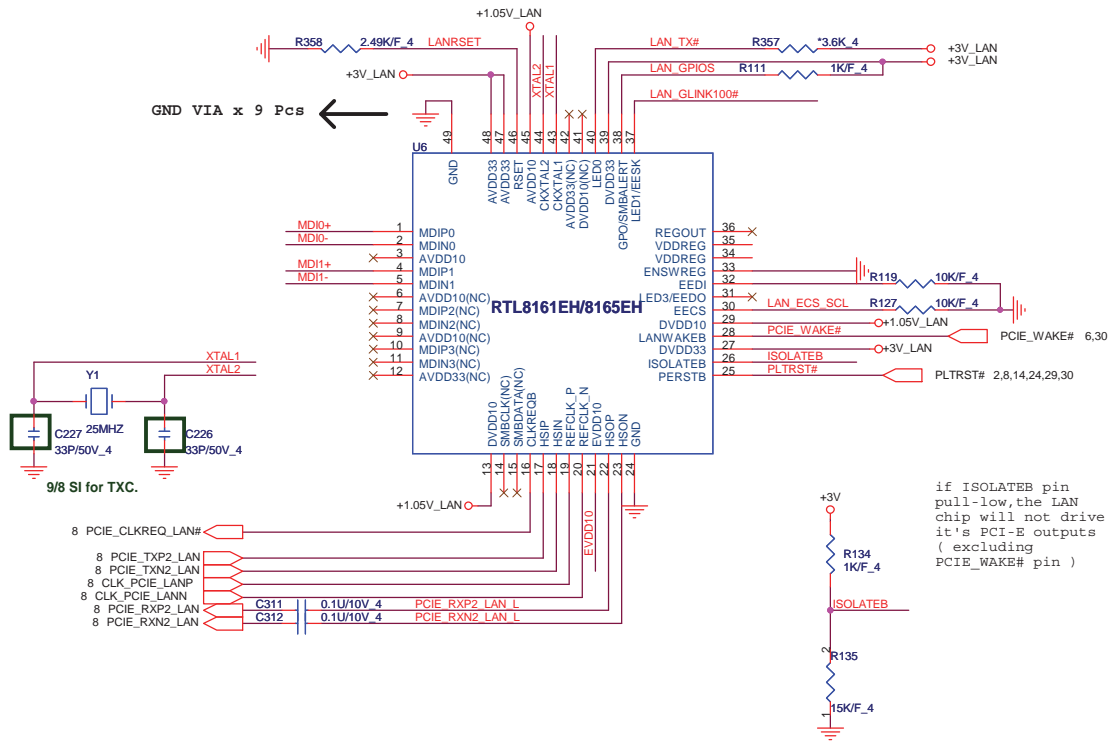 +1.05V_LAN
R358 2.49K/F_4 LANRSET
LAN_TX# R357 *3.6K_4
+3V_LAN
+3V_LAN
+3V_LAN
XTAL2
XTAL1
LAN_GPIOS R111 1K/F_4
LAN_GLINK100#
GND VIA x 9 Pcs
49 48 47 46 45 44 43 42 41 40 39 38 37
U6
GND
AVDD33
AVDD33
RSET
AVDD10
CKXTAL2
CKXTAL1
AVDD33(NC)
DVDD10(NC)
LED0
DVDD33
GPO/SMBALERT
LED1/EESK
MDI0+ 1 MDIP0
MDI0- 2 MDIN0
3 AVDD10
MDI1+ 4 MDIP1
MDI1- 5 MDIN1
6 AVDD10(NC)
7 MDIP2(NC)
8 MDIN2(NC)
9 AVDD10(NC)
10 MDIP3(NC)
11 MDIN3(NC)
12 AVDD33(NC)
RTL8161EH/8165EH
REGOUT 36
VDDREG 35
VDDREG 34
ENSWREG 33
EEDI 32 R119 10K/F_4
LED3/EEDO 31
EECS 30 LAN_ECS_SCL R127 10K/F_4
DVDD10 29 +1.05V_LAN
LANWAKEB 28 PCIE_WAKE# PCIE_WAKE# 6,30
DVDD33 27 +3V_LAN
ISOLATEB 26 ISOLATEB
PERSTB 25 PLTRST# PLTRST# 2,8,14,24,29,30
DVDD10
SMBCLK(NC)
SMBDATA(NC)
CLKREQB
HSIP
HSIN
REFCLK_P
REFCLK_N
EVDD10
HSOP
HSON
GND
13 14 15 16 17 18 19 20 21 22 23 24
XTAL1
XTAL2
Y1
25MHZ
C227
33P/50V_4
C226
33P/50V_4
9/8 SI for TXC.
+1.05V_LAN
EVDD10
8 PCIE_CLKREQ_LAN#
8 PCIE_TXP2_LAN
8 PCIE_TXN2_LAN
8 CLK_PCIE_LANP
8 CLK_PCIE_LANN
8 PCIE_RXP2_LAN C311 0.1U/10V_4 PCIE_RXP2_LAN_L
8 PCIE_RXN2_LAN C312 0.1U/10V_4 PCIE_RXN2_LAN_L
+3V
R134
1K/F_4
ISOLATEB
2
R135
1
15K/F_4
if ISOLATEB pin
pull-low,the LAN
chip will not drive
it's PCI-E outputs
( excluding
PCIE_WAKE# pin )